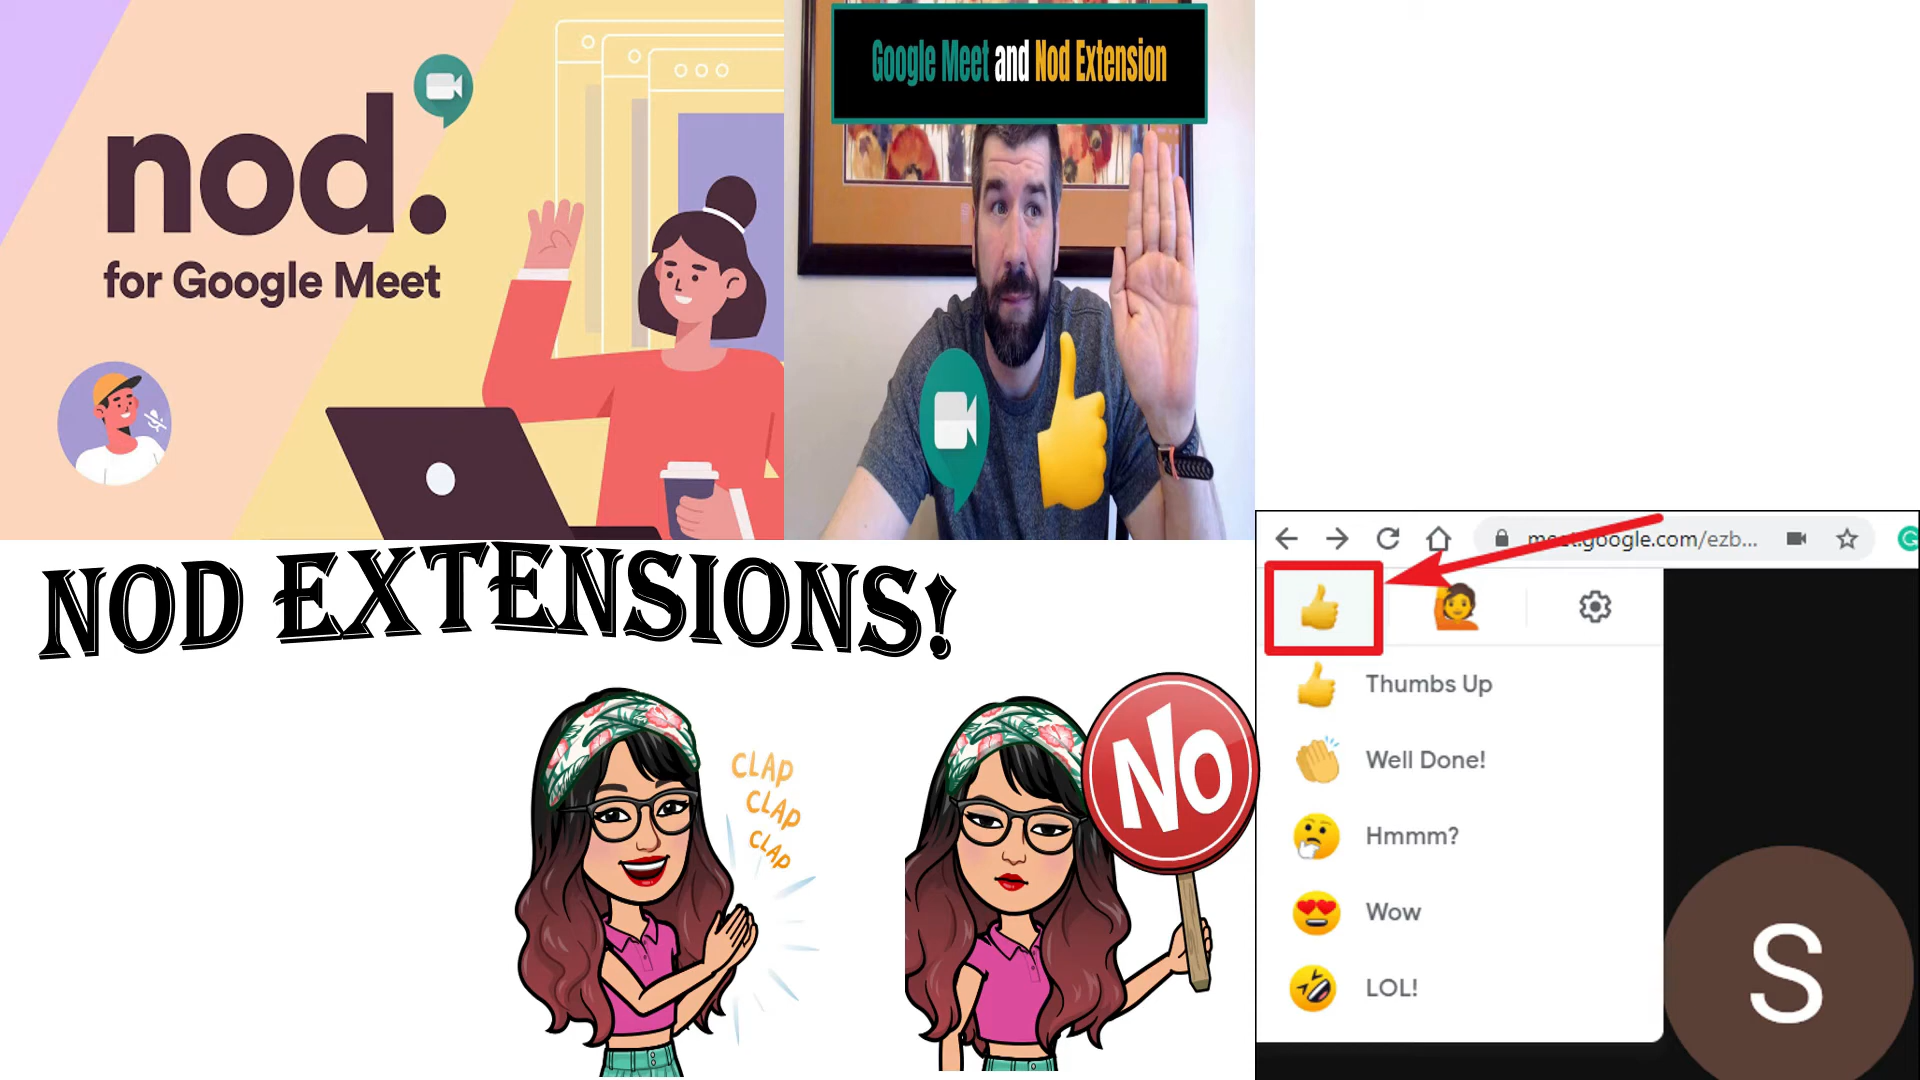 nod.
for Google Meet
Google Meet and Nod Extension
NOD EXTENSIONS!
CLAP
CLAP
CLAP
NO
meet.google.com/ezb...
Thumbs Up
Well Done!
Hmmm?
Wow
LOL!
S